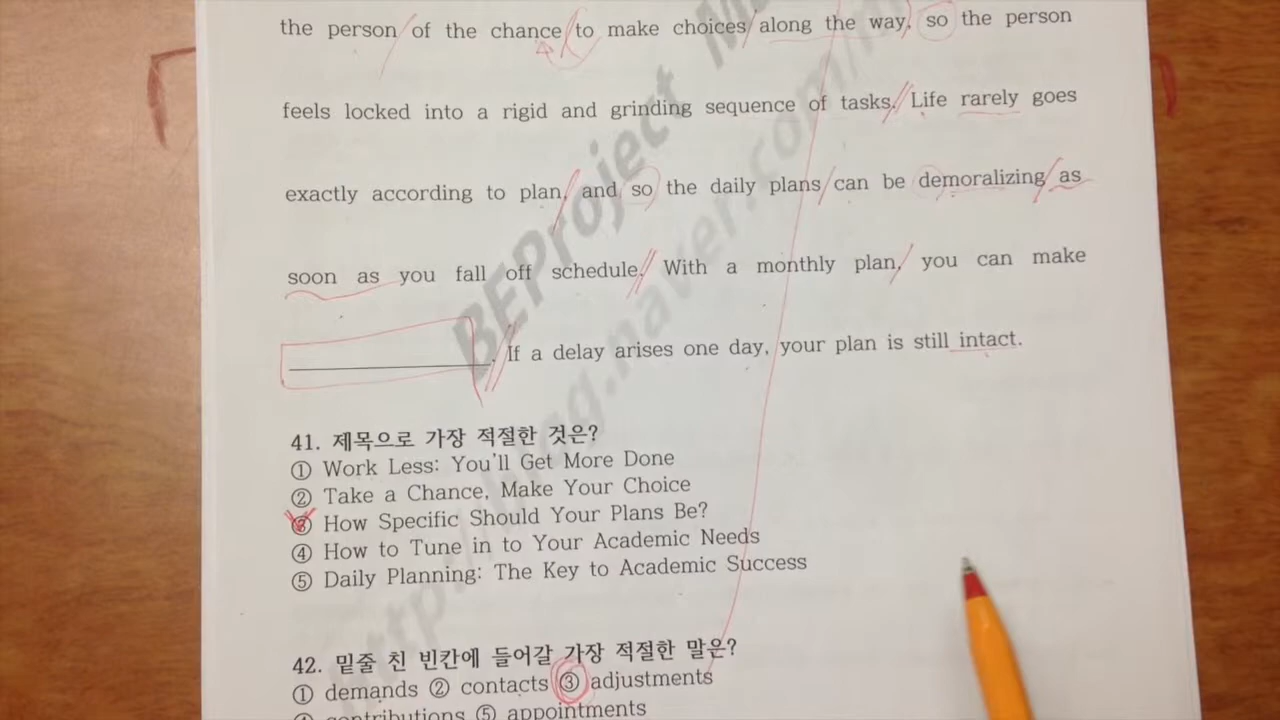 the person of the chance to make choices along the way, so the person
feels locked into a rigid and grinding sequence of tasks. Life rarely goes
exactly according to plan, and so the daily plans can be demoralizing as
soon as you fall off schedule. With a monthly plan, you can make
. If a delay arises one day, your plan is still intact.
41. 제목으로 가장 적절한 것은?
① Work Less: You'll Get More Done
② Take a Chance, Make Your Choice
③ How Specific Should Your Plans Be?
④ How to Tune in to Your Academic Needs
⑤ Daily Planning: The Key to Academic Success
42. 밑줄 친 빈칸에 들어갈 가장 적절한 말은?
① demands ② contacts ③ adjustments
④ contributions ⑤ appointments
BEProject
http://blog.naver.com/